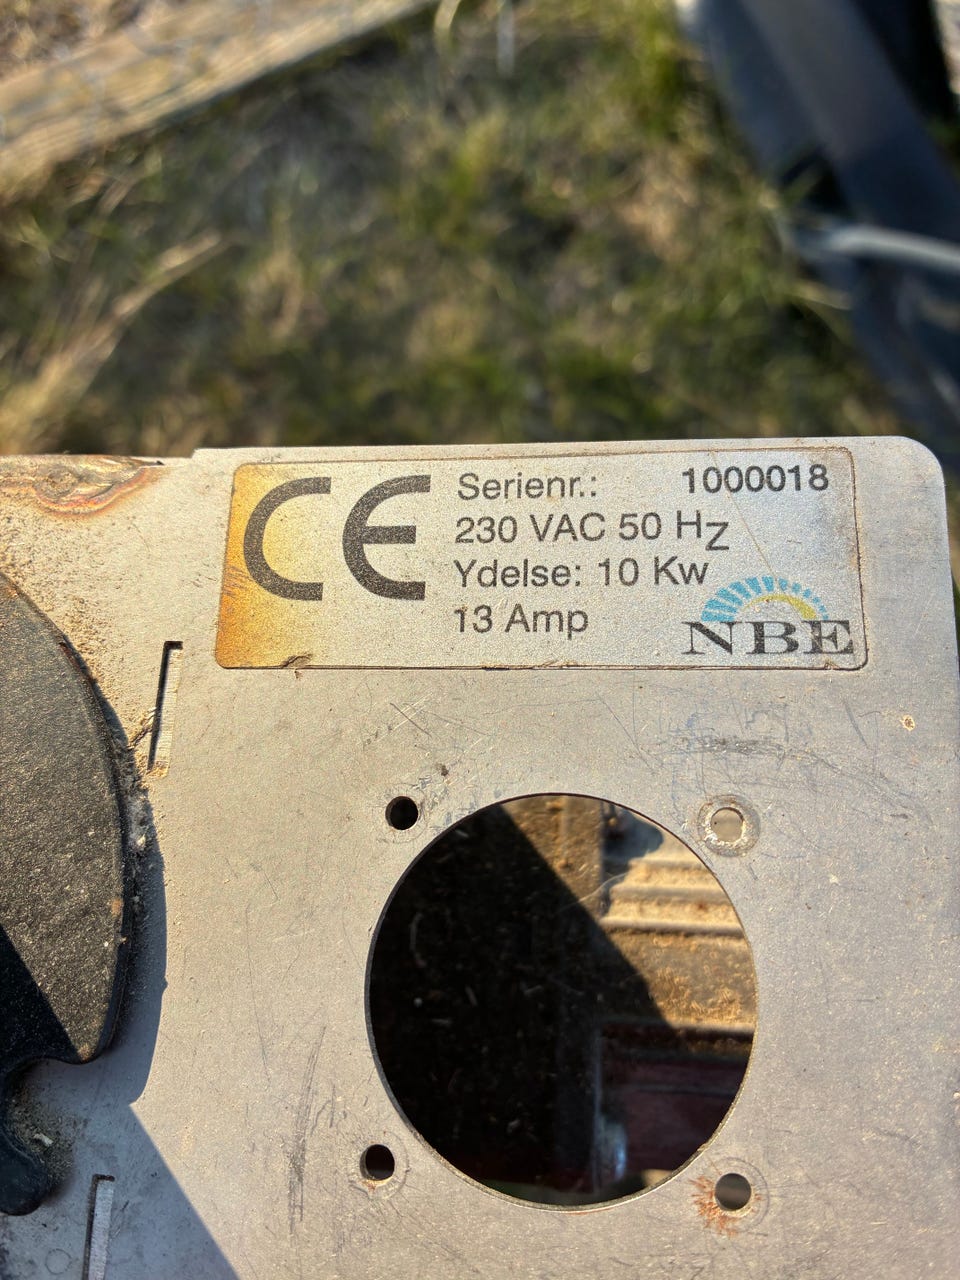 CE
Serienr.: 1000018
230 VAC 50 Hz
Ydelse: 10 Kw
13 Amp
NBE